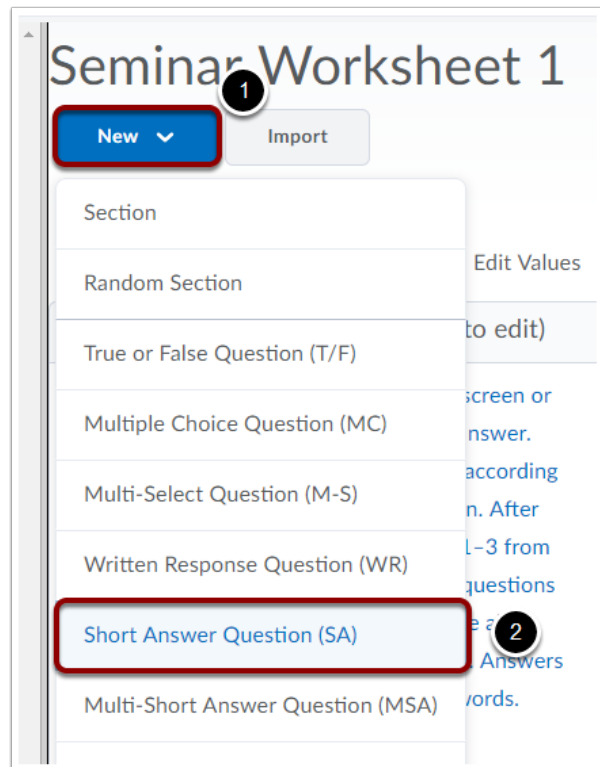 Seminar Worksheet 1
1
New
Import
Section
Random Section
Edit Values
to edit)
True or False Question (T/F)
screen or
Multiple Choice Question (MC)
nswer.
according
Multi-Select Question (M-S)
n. After
1–3 from
Written Response Question (WR)
questions
Short Answer Question (SA)
2
Answers
Multi-Short Answer Question (MSA)
words.